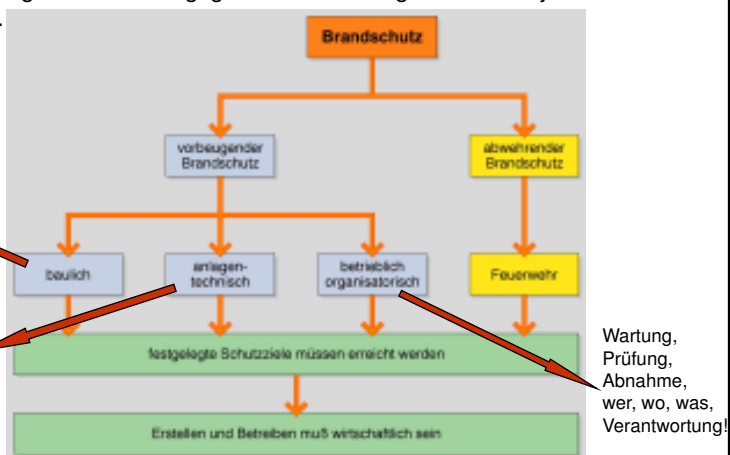 .
Brandschutz
vorbeugender
Brandschutz
abwehrender
Brandschutz
baulich
anlagen-
technisch
betrieblich
organisatorisch
Feuerwehr
festgelegte Schutzziele müssen erreicht werden
Erstellen und Betreiben muß wirtschaftlich sein
Wartung,
Prüfung,
Abnahme,
wer, wo, was,
Verantwortung!